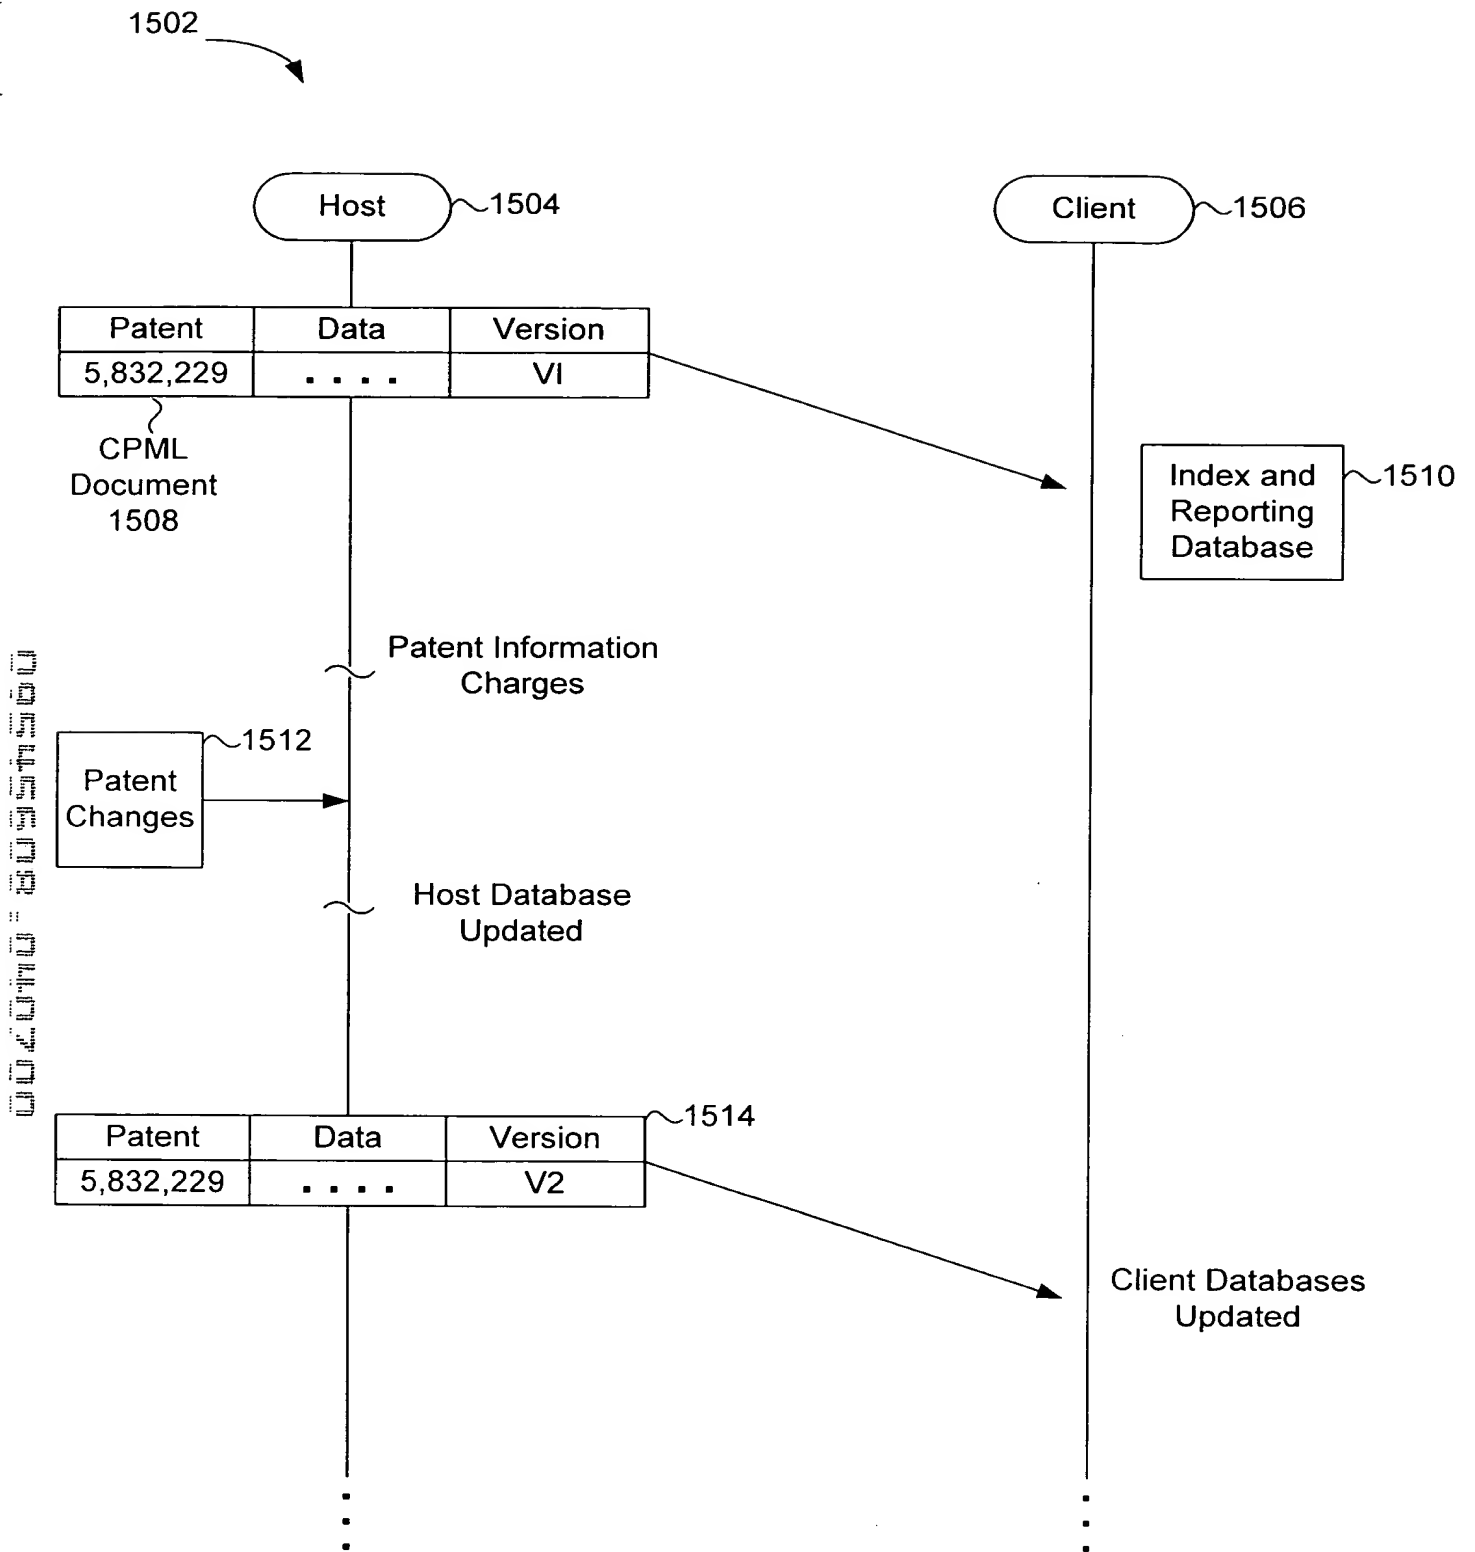 1502
Host
1504
Client
1506
Patent Data Version
5,832,229 . . . . VI
CPML
Document
1508
Index and
Reporting
Database
1510
Patent Information
Charges
1512
Patent
Changes
Host Database
Updated
1514
Patent Data Version
5,832,229 . . . . V2
Client Databases
Updated